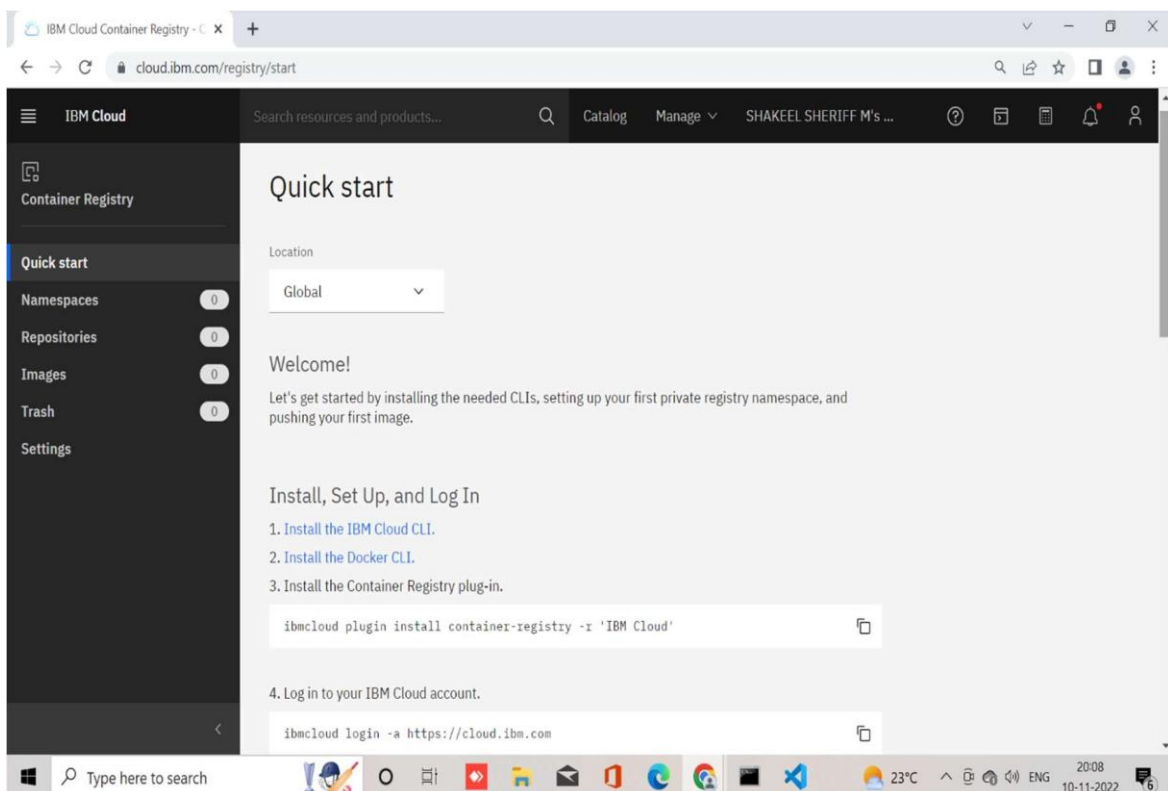 IBM Cloud Container Registry - C
cloud.ibm.com/registry/start
IBM Cloud
Search resources and products...
Catalog
Manage
SHAKEEL SHERIFF M's ...
Container Registry
Quick start
Namespaces 0
Repositories 0
Images 0
Trash 0
Settings
Quick start
Location
Global
Welcome!
Let's get started by installing the needed CLIs, setting up your first private registry namespace, and
pushing your first image.
Install, Set Up, and Log In
1. Install the IBM Cloud CLI.
2. Install the Docker CLI.
3. Install the Container Registry plug-in.
ibmcloud plugin install container-registry -r 'IBM Cloud'
4. Log in to your IBM Cloud account.
ibmcloud login -a https://cloud.ibm.com
Type here to search
23°C
ENG
20:08
10-11-2022
6